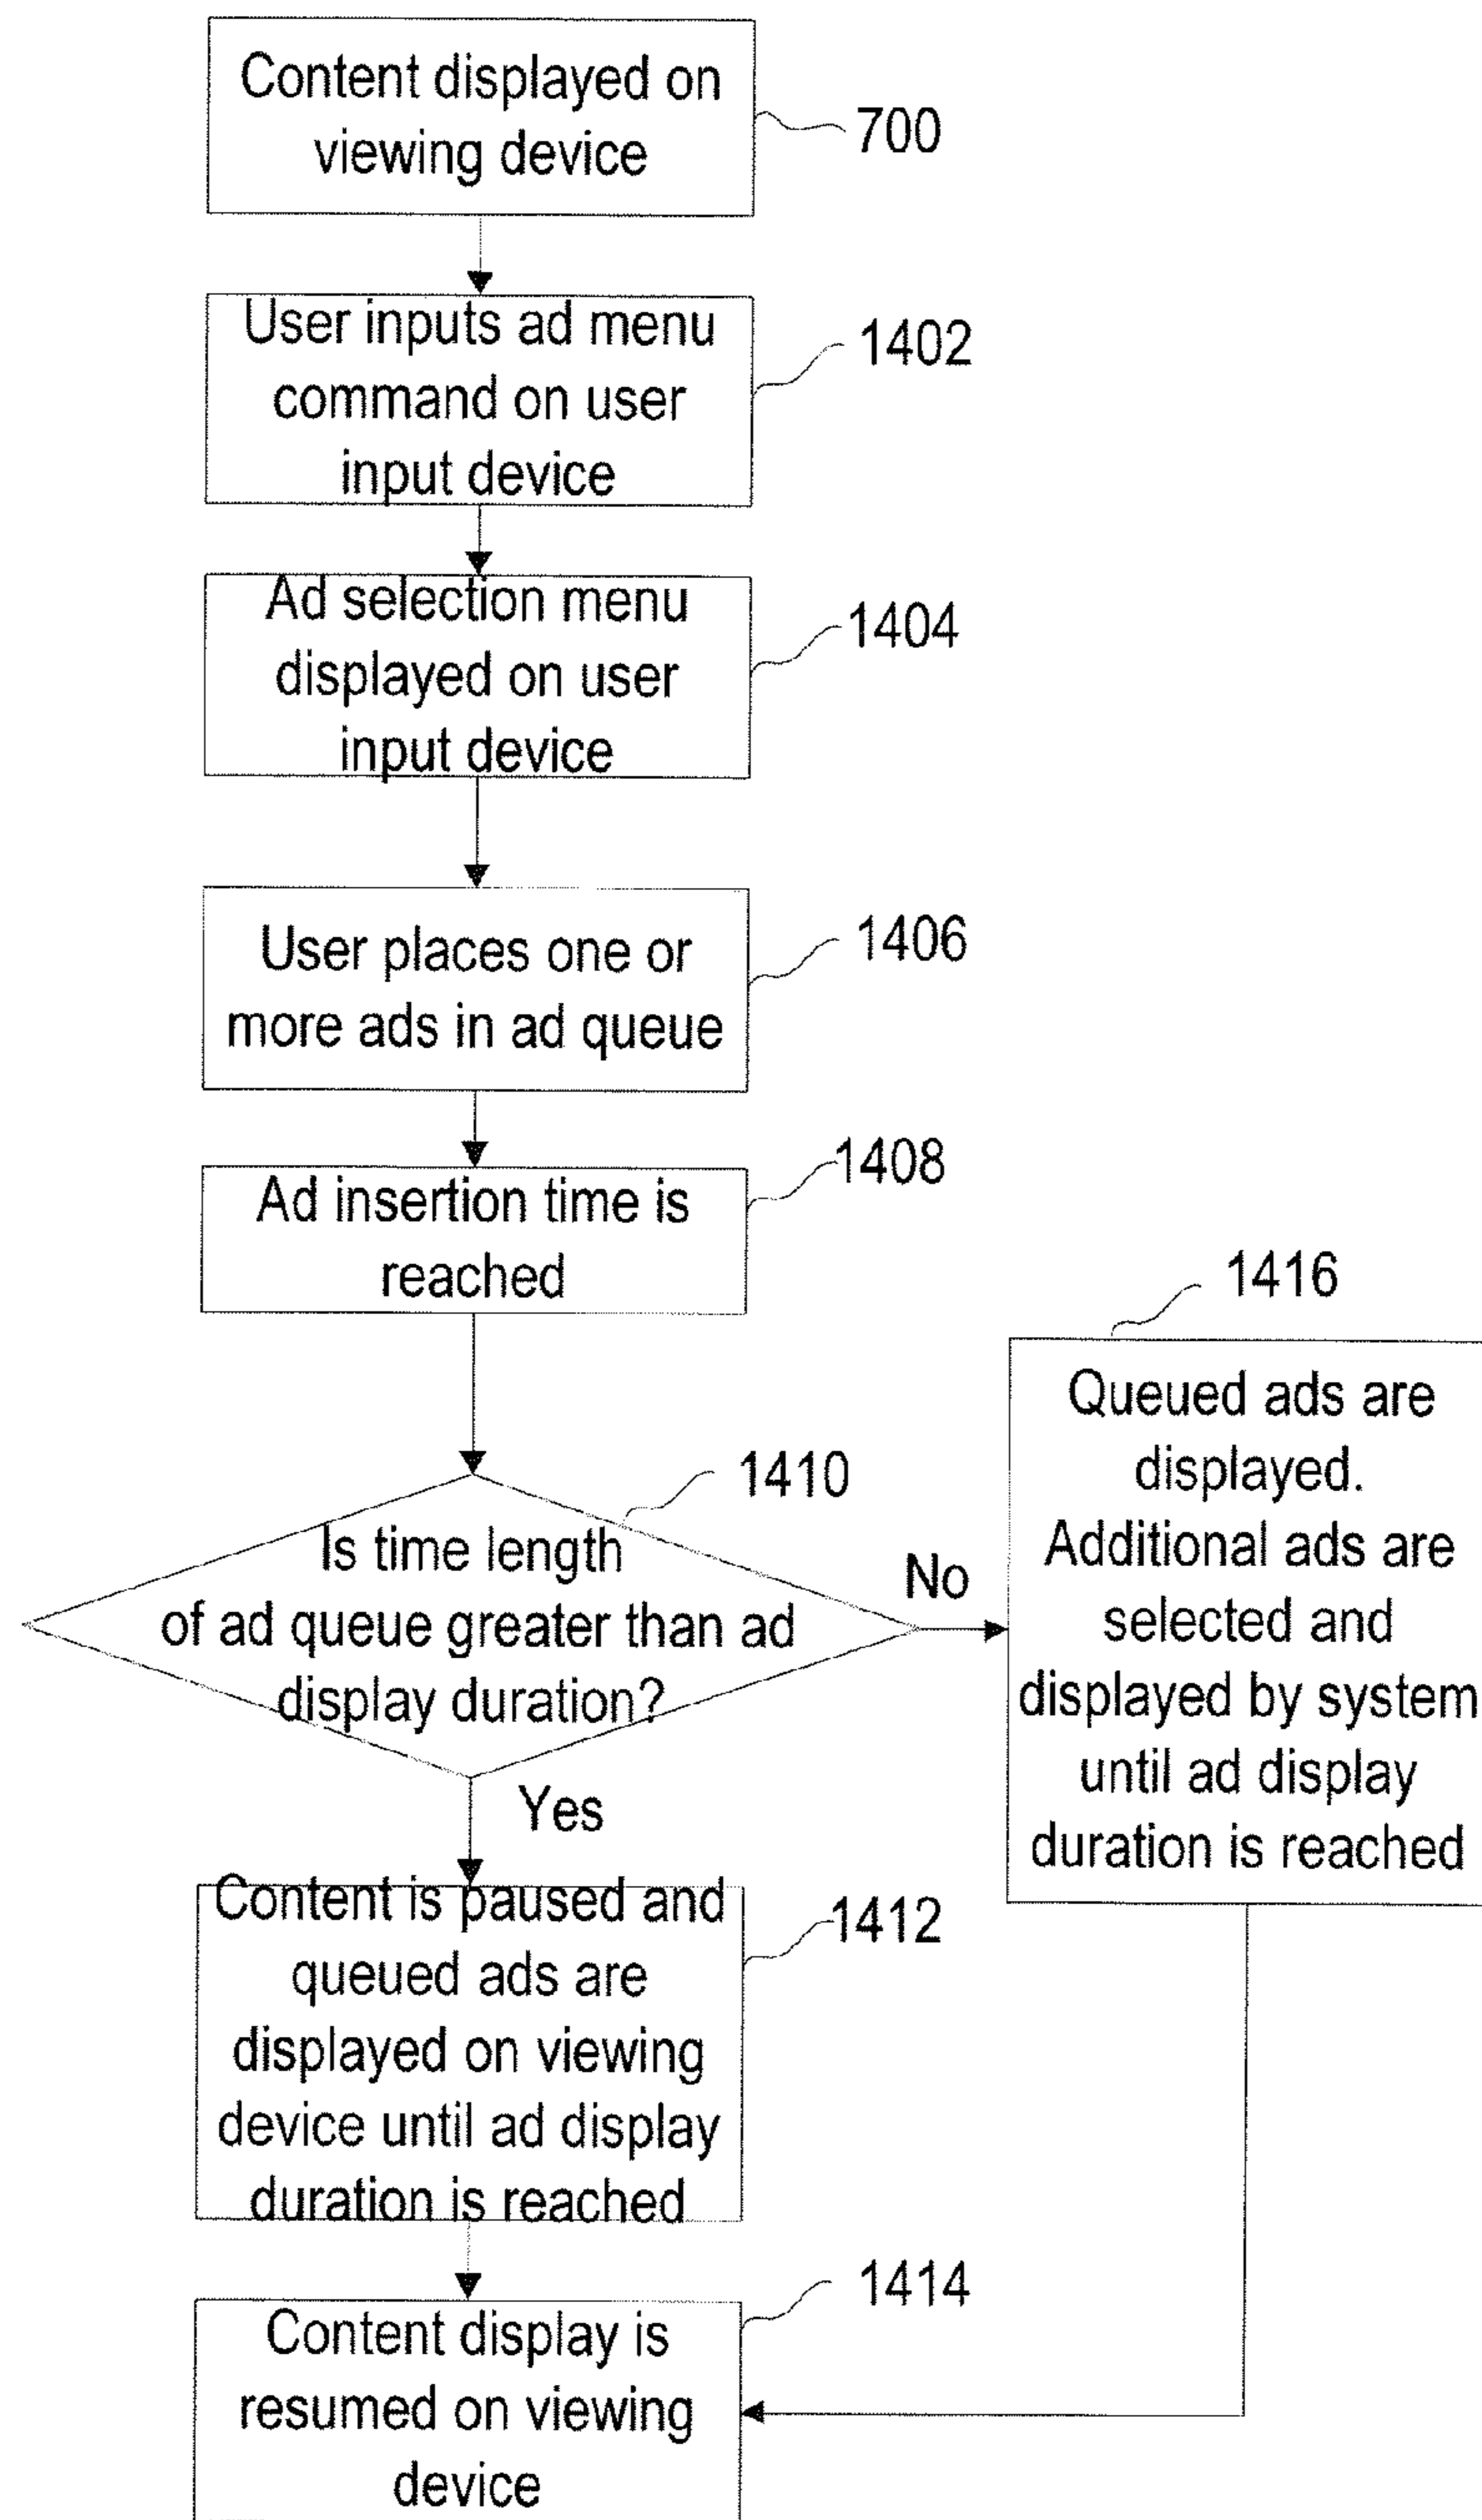 Content displayed on
viewing device
700
User inputs ad menu
command on user
input device
1402
Ad selection menu
displayed on user
input device
1404
User places one or
more ads in ad queue
1406
Ad insertion time is
reached
1408
Is time length
of ad queue greater than ad
display duration?
1410
No
Yes
Queued ads are
displayed.
Additional ads are
selected and
displayed by system
until ad display
duration is reached
1416
Content is paused and
queued ads are
displayed on viewing
device until ad display
duration is reached
1412
Content display is
resumed on viewing
device
1414